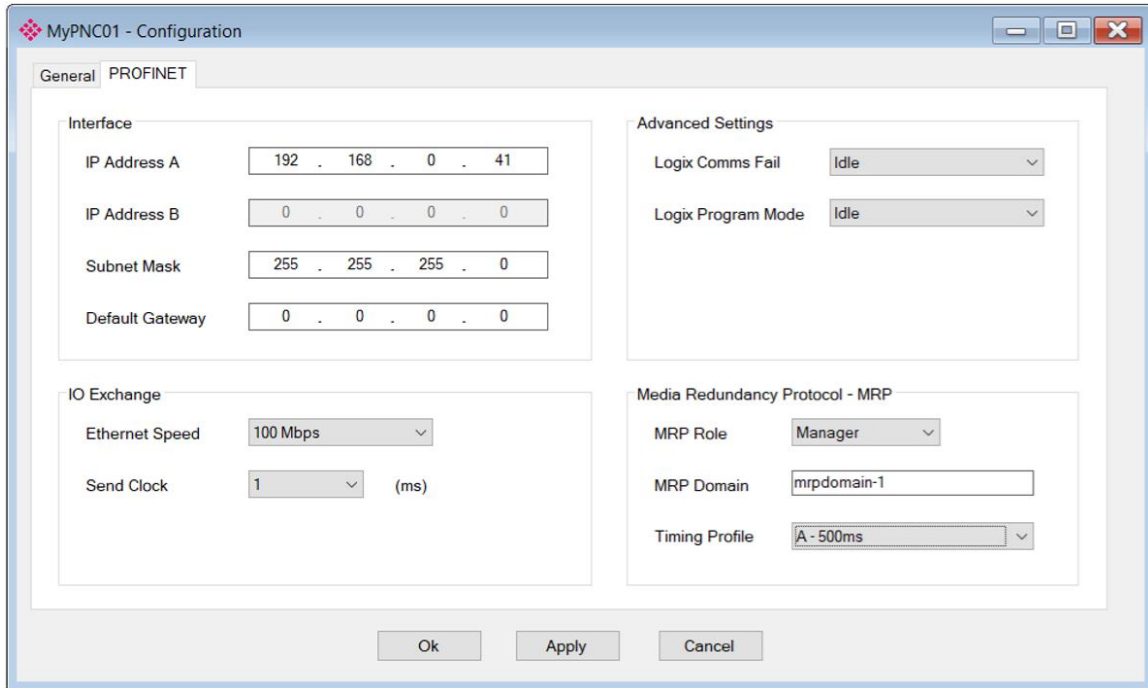 MyPNC01 - Configuration
General PROFINET
Interface
IP Address A 192 . 168 . 0 . 41
IP Address B 0 . 0 . 0 . 0
Subnet Mask 255 . 255 . 255 . 0
Default Gateway 0 . 0 . 0 . 0
Advanced Settings
Logix Comms Fail Idle
Logix Program Mode Idle
IO Exchange
Ethernet Speed 100 Mbps
Send Clock 1 (ms)
Media Redundancy Protocol - MRP
MRP Role Manager
MRP Domain mrpdomain-1
Timing Profile A - 500ms
Ok Apply Cancel